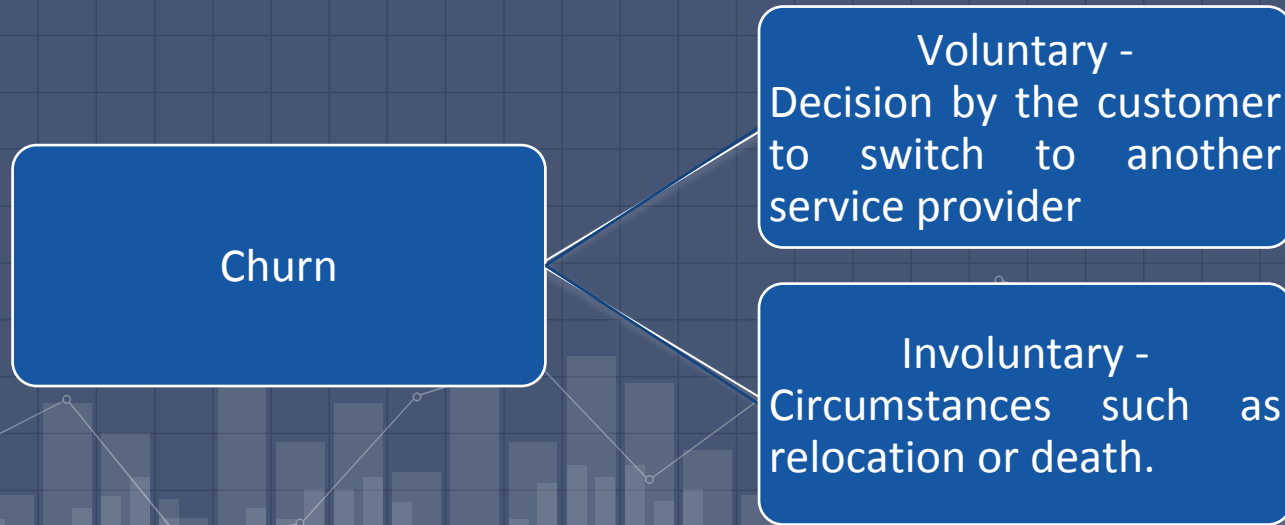 Churn
Voluntary -
Decision by the customer
to switch to another
service provider
Involuntary -
Circumstances such as
relocation or death.